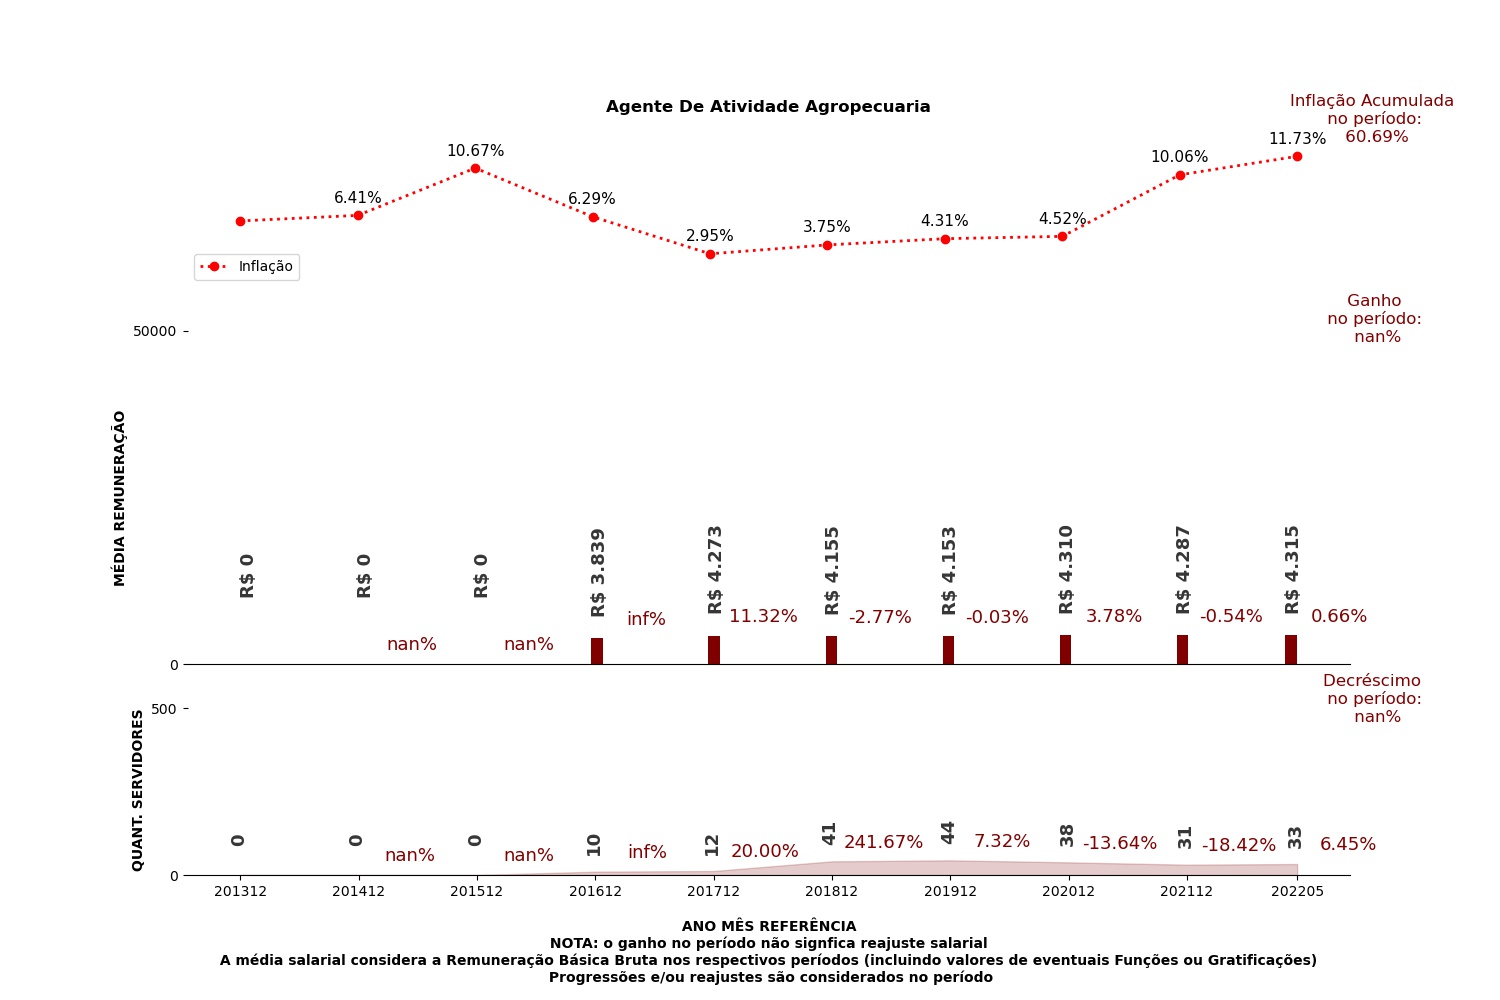 Agente De Atividade Agropecuaria
Inflação Acumulada
no período:
60.69%
6.41%
10.67%
6.29%
2.95%
3.75%
4.31%
4.52%
10.06%
11.73%
Inflação
Ganho
no período:
nan%
50000
0
MÉDIA REMUNERAÇÃO
R$ 0
R$ 0
R$ 0
R$ 3.839
R$ 4.273
R$ 4.155
R$ 4.153
R$ 4.310
R$ 4.287
R$ 4.315
nan%
nan%
inf%
11.32%
-2.77%
-0.03%
3.78%
-0.54%
0.66%
Decréscimo
no período:
nan%
500
0
QUANT. SERVIDORES
0
0
0
10
12
41
44
38
31
33
nan%
nan%
inf%
20.00%
241.67%
7.32%
-13.64%
-18.42%
6.45%
201312
201412
201512
201612
201712
201812
201912
202012
202112
202205
ANO MÊS REFERÊNCIA
NOTA: o ganho no período não signfica reajuste salarial
A média salarial considera a Remuneração Básica Bruta nos respectivos períodos (incluindo valores de eventuais Funções ou Gratificações)
Progressões e/ou reajustes são considerados no período